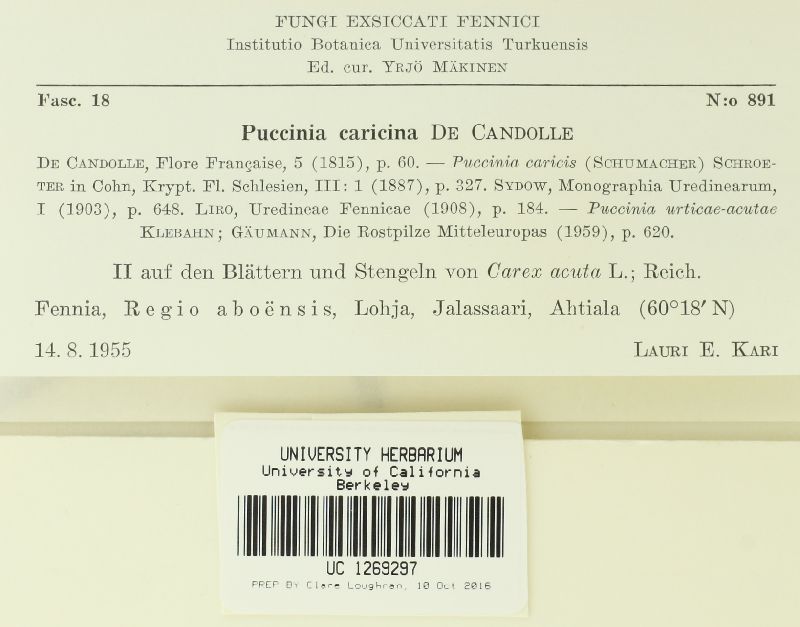 FUNGI EXSICCATI FENNICI
Institutio Botanica Universitatis Turkuensis
Ed. cur. YRJÖ MÄKINEN
Fasc. 18 N:o 891
Puccinia caricina DE CANDOLLE
DE CANDOLLE, Flore Française, 5 (1815), p. 60. — Puccinia caricis (SCHUMACHER) SCHROE-
TER in Cohn, Krypt. Fl. Schlesien, III: 1 (1887), p. 327. SYDOW, Monographia Uredinearum,
I (1903), p. 648. LIRO, Uredineae Fennicae (1908), p. 184. — Puccinia urticae-acutae
KLEBAHN; GÄUMANN, Die Rostpilze Mitteleuropas (1959), p. 620.
II auf den Blättern und Stengeln von Carex acuta L.; Reich.
Fennia, Regio aboënsis, Lohja, Jalassaari, Ahtiala (60°18′ N)
14. 8. 1955 LAURI E. KARI
UNIVERSITY HERBARIUM
University of California
Berkeley
UC 1269297
PREP BY Clare Loughran, 10 Oct 2016